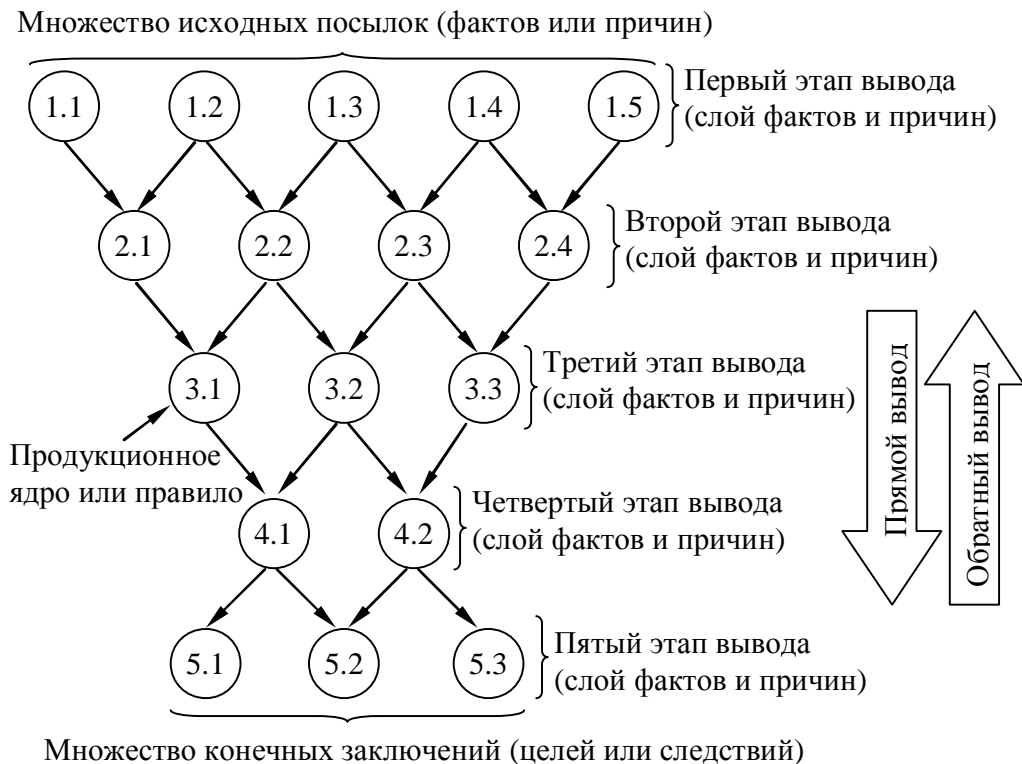 Множество исходных посылок (фактов или причин)
1.1 1.2 1.3 1.4 1.5
Первый этап вывода
(слой фактов и причин)
2.1 2.2 2.3 2.4
Второй этап вывода
(слой фактов и причин)
3.1 3.2 3.3
Третий этап вывода
(слой фактов и причин)
Продукционное
ядро или правило
4.1 4.2
Четвертый этап вывода
(слой фактов и причин)
Прямой вывод
Обратный вывод
5.1 5.2 5.3
Пятый этап вывода
(слой фактов и причин)
Множество конечных заключений (целей или следствий)